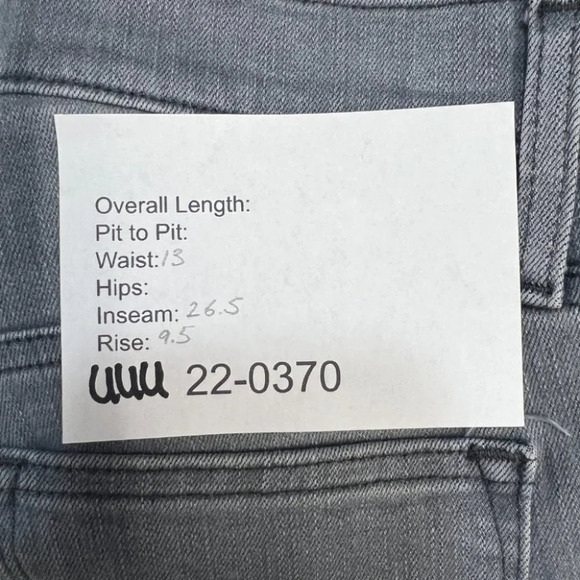 Overall Length:
Pit to Pit:
Waist: 13
Hips:
Inseam: 26.5
Rise: 9.5
22-0370